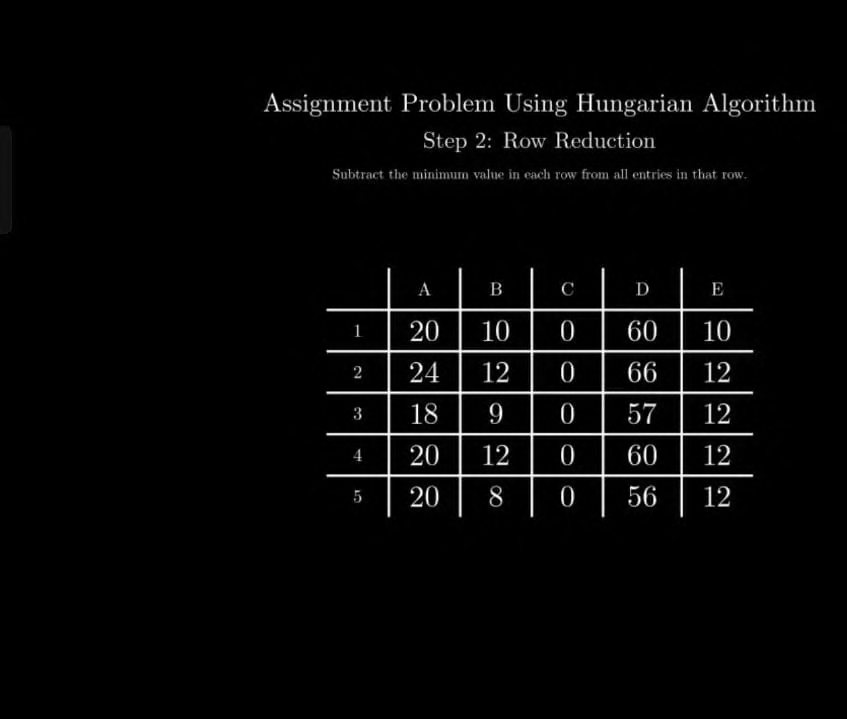 Assignment Problem Using Hungarian Algorithm
Step 2: Row Reduction
Subtract the minimum value in each row from all entries in that row.
A B C D E
1 20 10 0 60 10
2 24 12 0 66 12
3 18 9 0 57 12
4 20 12 0 60 12
5 20 8 0 56 12